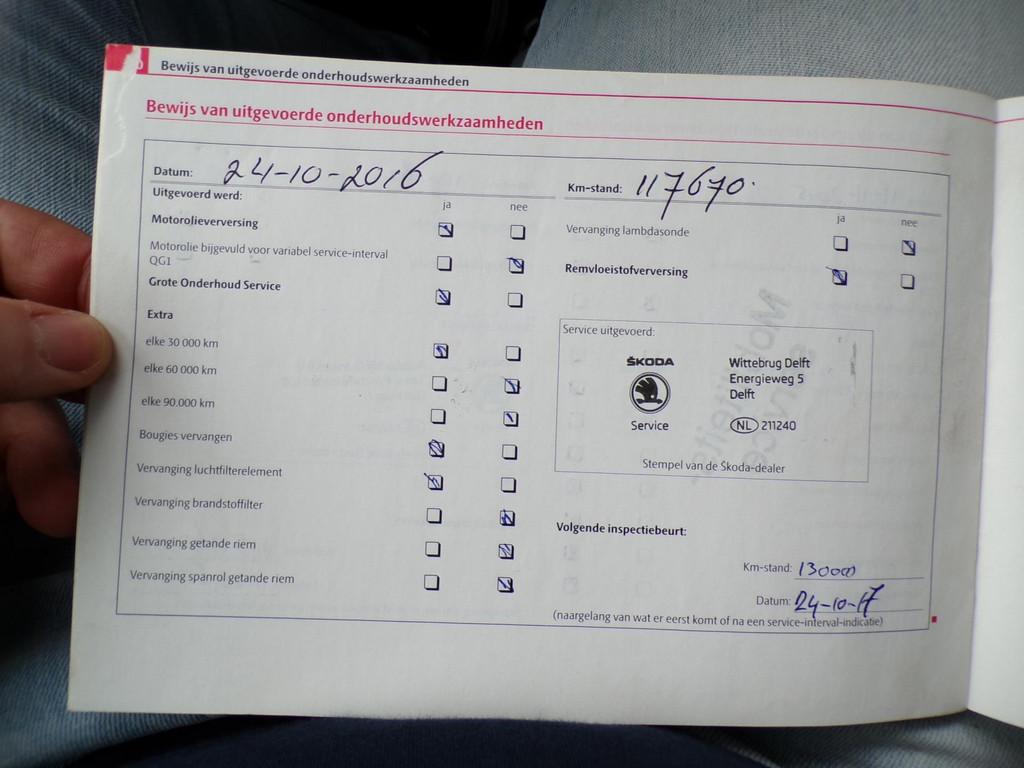 Bewijs van uitgevoerde onderhoudswerkzaamheden
Bewijs van uitgevoerde onderhoudswerkzaamheden
Datum: 24-10-2016
Uitgevoerd werd:
ja nee
Motorolieverversing
Motorolie bijgevuld voor variabel service-interval
QG1
Grote Onderhoud Service
Extra
elke 30 000 km
elke 60 000 km
elke 90.000 km
Bougies vervangen
Vervanging luchtfilterelement
Vervanging brandstoffilter
Vervanging getande riem
Vervanging spanrol getande riem
Km-stand: 117670.
ja nee
Vervanging lambdasonde
Remvloeistofverversing
Service uitgevoerd:
ŠKODA
Service
Wittebrug Delft
Energieweg 5
Delft
NL 211240
Stempel van de Škoda-dealer
Volgende inspectiebeurt:
Km-stand: 130000
Datum: 24-10-17
(naargelang van wat er eerst komt of na een service-interval-indicatie)